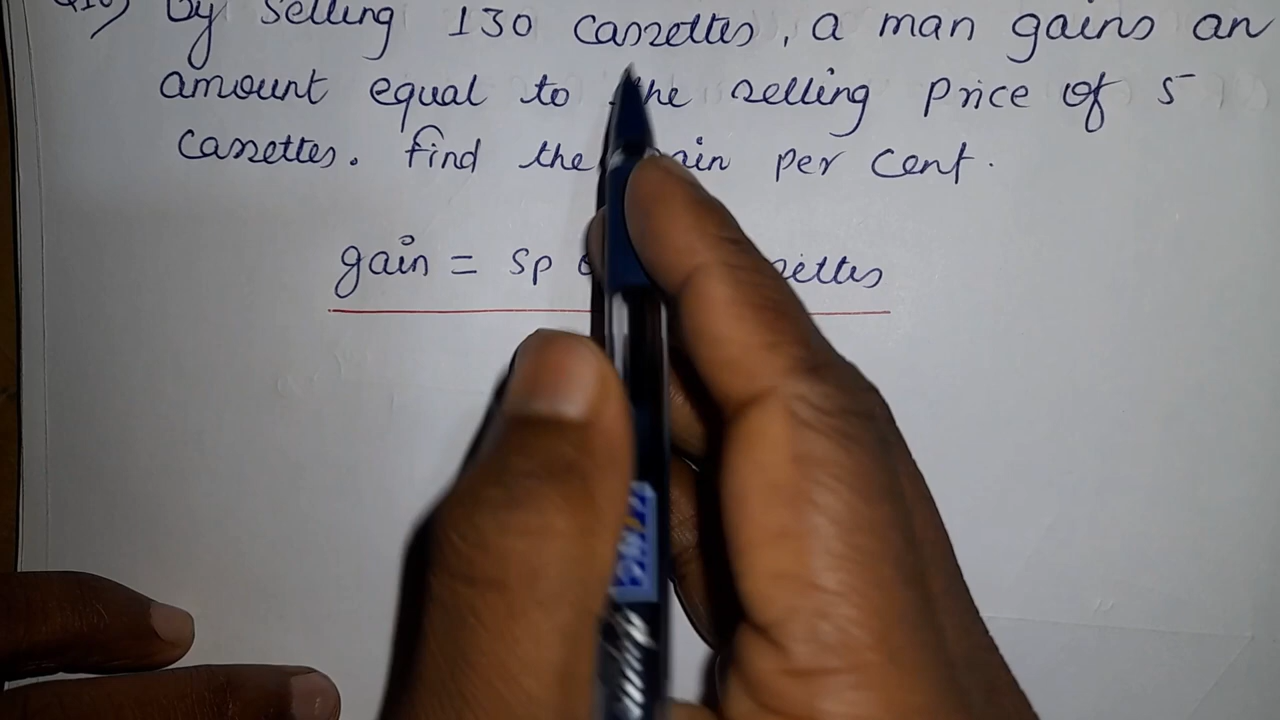 By selling 130 cassettes, a man gains an
amount equal to the selling price of 5
cassettes. find the gain per cent.
gain = SP